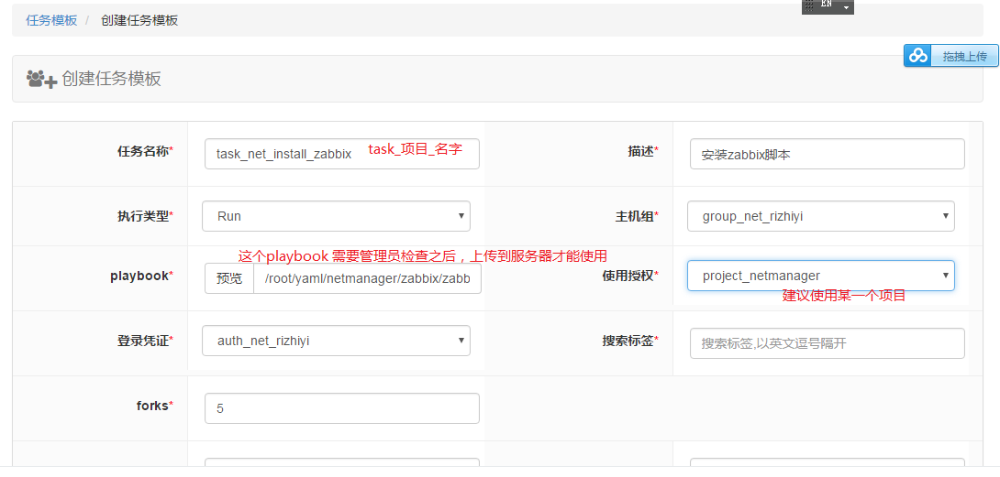 EN
任务模板 / 创建任务模板
拖拽上传
创建任务模板
任务名称* task_net_install_zabbix task_项目_名字 描述* 安装zabbix脚本
执行类型* Run 主机组* group_net_rizhiyi
这个playbook 需要管理员检查之后，上传到服务器才能使用
playbook* 预览 /root/yaml/netmanager/zabbix/zabb 使用授权* project_netmanager
建议使用某一个项目
登录凭证* auth_net_rizhiyi 搜索标签* 搜索标签,以英文逗号隔开
forks* 5